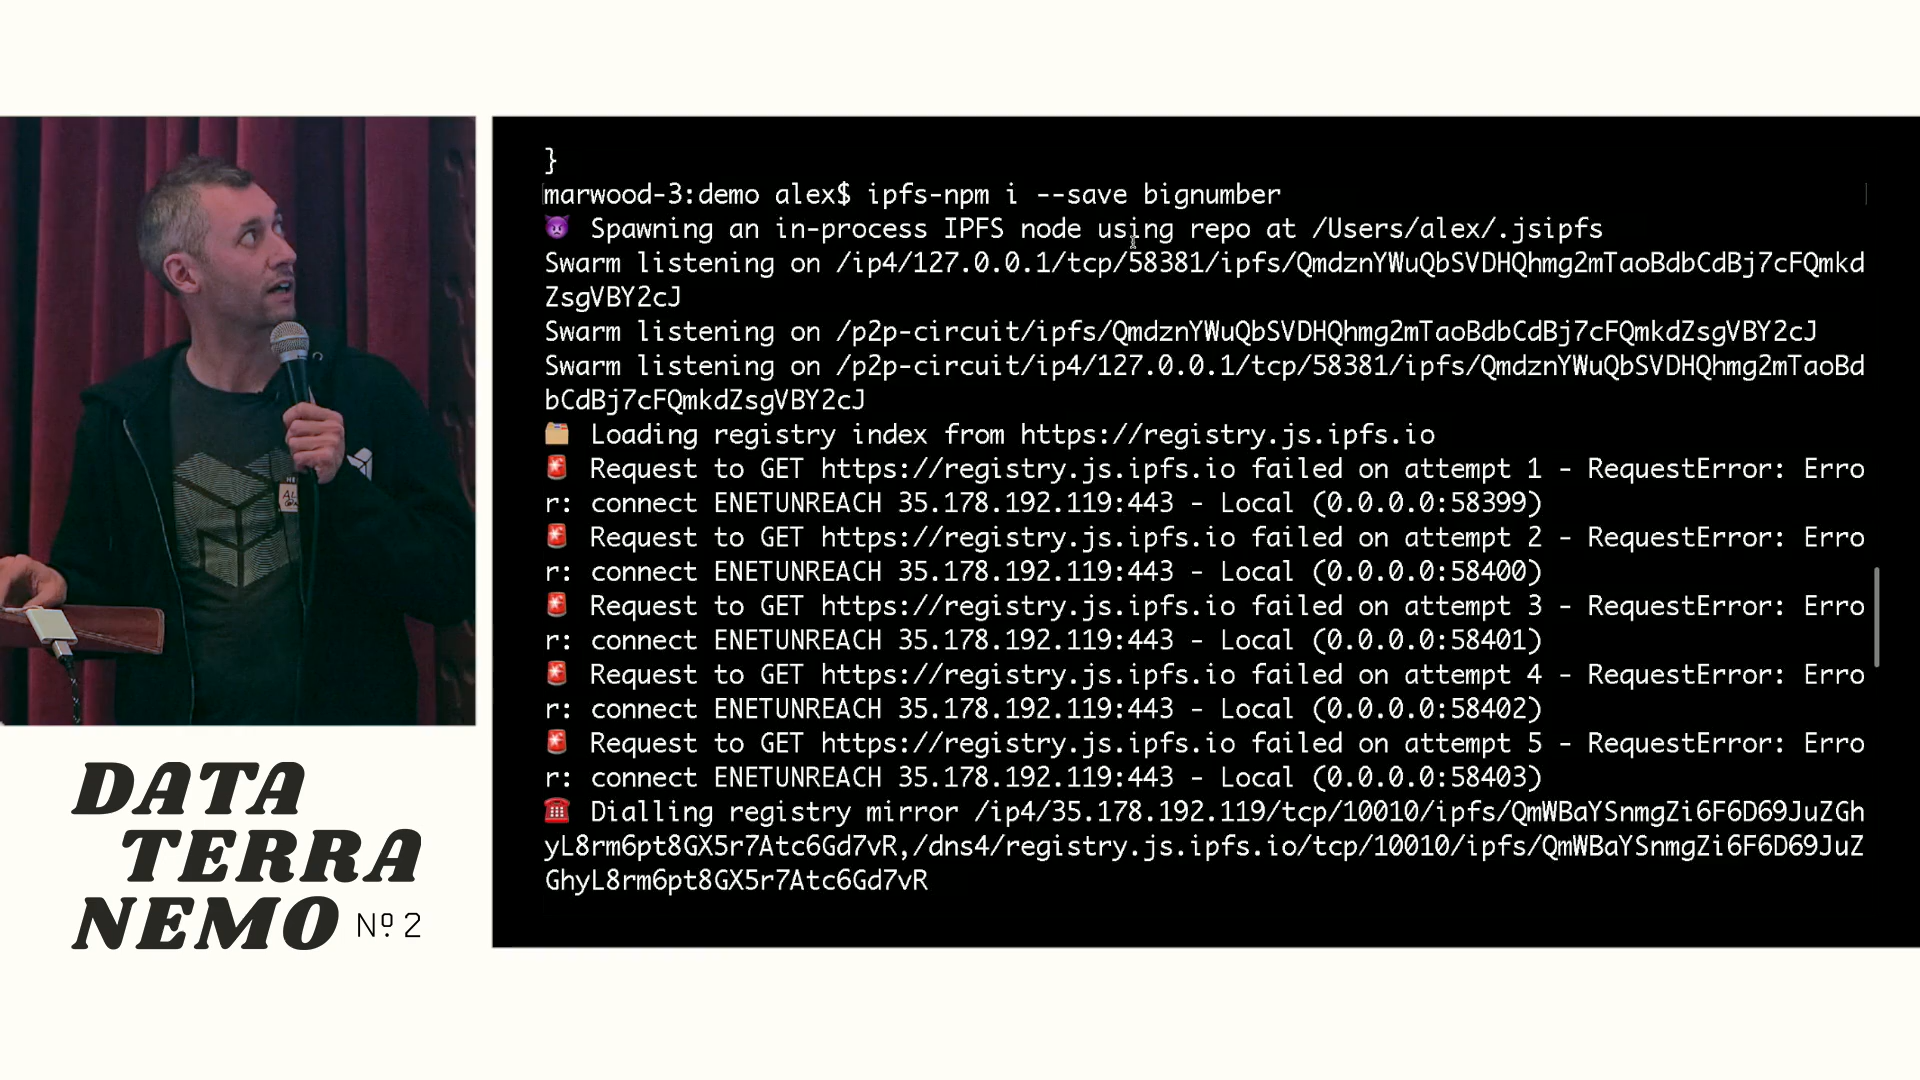 }
marwood-3:demo alex$ ipfs-npm i --save bignumber
😈 Spawning an in-process IPFS node using repo at /Users/alex/.jsipfs
Swarm listening on /ip4/127.0.0.1/tcp/58381/ipfs/QmdznYWuQbSVDHQhmg2mTaoBdbCdBj7cFQmkd
ZsgVBY2cJ
Swarm listening on /p2p-circuit/ipfs/QmdznYWuQbSVDHQhmg2mTaoBdbCdBj7cFQmkdZsgVBY2cJ
Swarm listening on /p2p-circuit/ip4/127.0.0.1/tcp/58381/ipfs/QmdznYWuQbSVDHQhmg2mTaoBd
bCdBj7cFQmkdZsgVBY2cJ
🗂 Loading registry index from https://registry.js.ipfs.io
🚨 Request to GET https://registry.js.ipfs.io failed on attempt 1 - RequestError: Erro
r: connect ENETUNREACH 35.178.192.119:443 - Local (0.0.0.0:58399)
🚨 Request to GET https://registry.js.ipfs.io failed on attempt 2 - RequestError: Erro
r: connect ENETUNREACH 35.178.192.119:443 - Local (0.0.0.0:58400)
🚨 Request to GET https://registry.js.ipfs.io failed on attempt 3 - RequestError: Erro
r: connect ENETUNREACH 35.178.192.119:443 - Local (0.0.0.0:58401)
🚨 Request to GET https://registry.js.ipfs.io failed on attempt 4 - RequestError: Erro
r: connect ENETUNREACH 35.178.192.119:443 - Local (0.0.0.0:58402)
🚨 Request to GET https://registry.js.ipfs.io failed on attempt 5 - RequestError: Erro
r: connect ENETUNREACH 35.178.192.119:443 - Local (0.0.0.0:58403)
☎️ Dialling registry mirror /ip4/35.178.192.119/tcp/10010/ipfs/QmWBaYSnmgZi6F6D69JuZGh
yL8rm6pt8GX5r7Atc6Gd7vR,/dns4/registry.js.ipfs.io/tcp/10010/ipfs/QmWBaYSnmgZi6F6D69JuZ
GhyL8rm6pt8GX5r7Atc6Gd7vR
DATA
TERRA
NEMO Nº 2